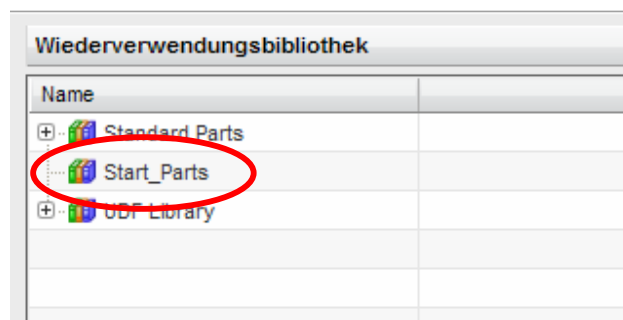 Wiederverwendungsbibliothek
Name
Standard Parts
Start_Parts
UDF Library